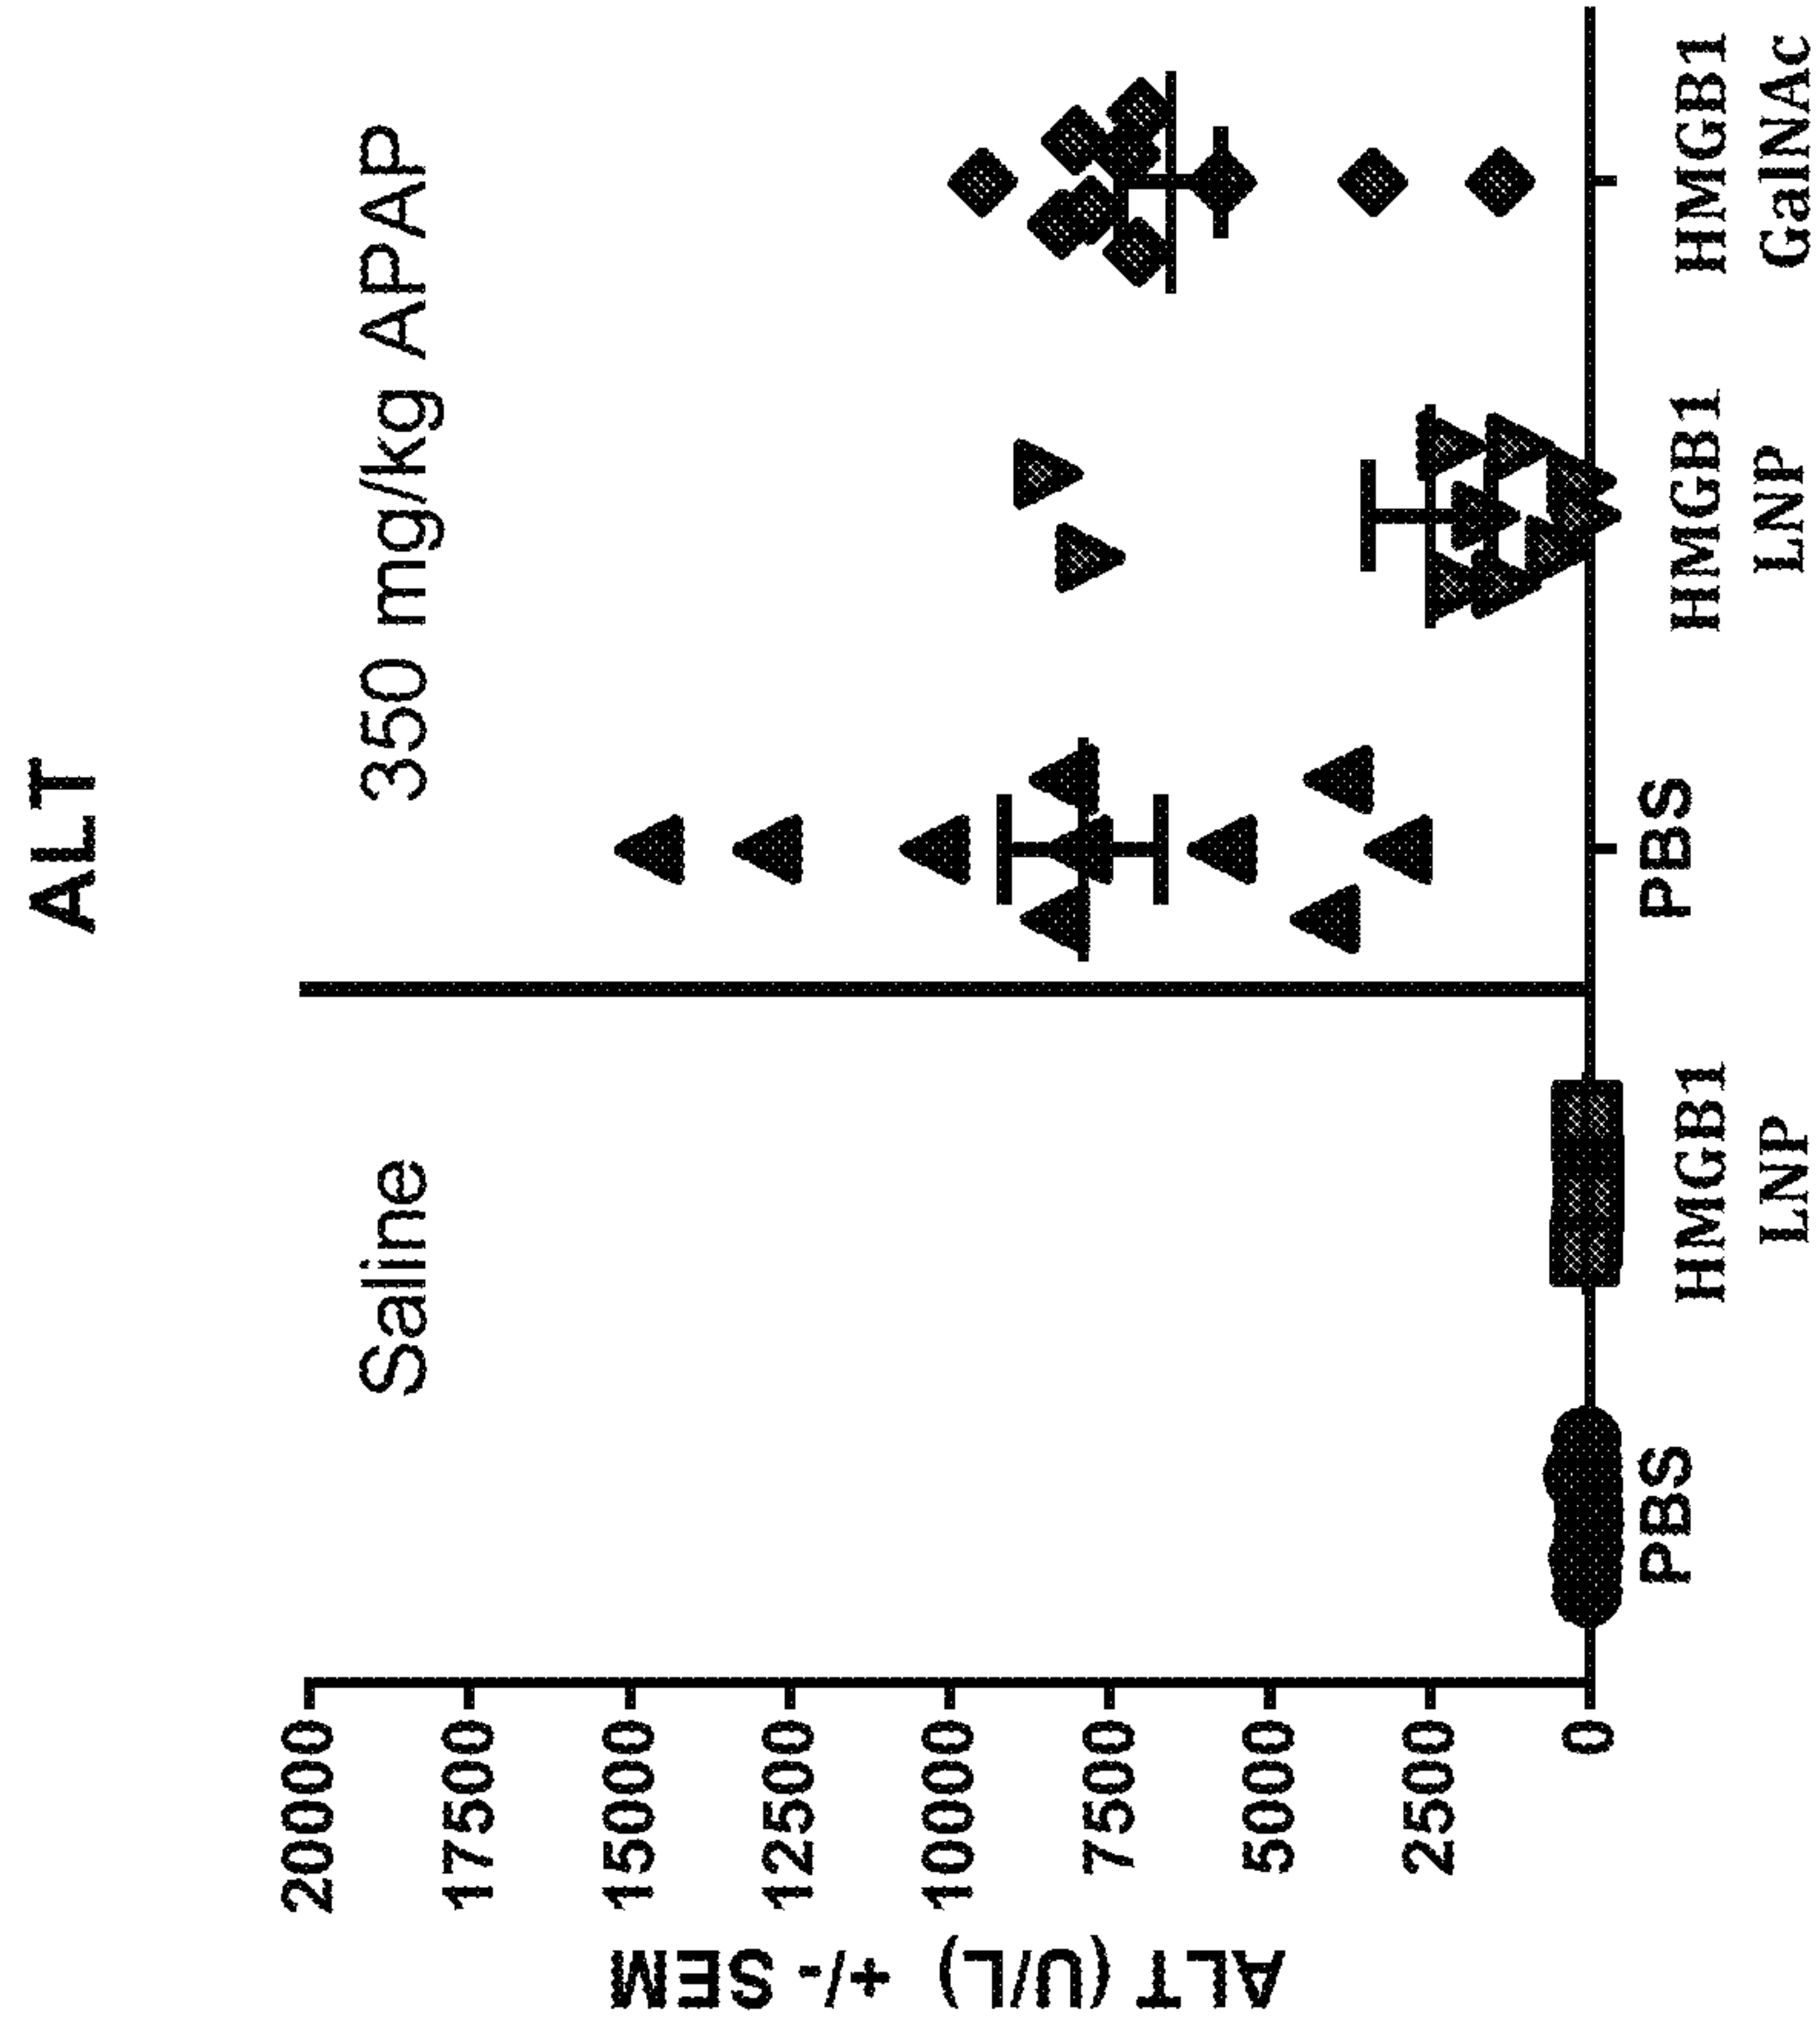 ALT
Saline
350 mg/kg APAP
ALT (U/L) +/- SEM
20000
17500
15000
12500
10000
7500
5000
2500
0
PBS
HMGB1
LNP
PBS
HMGB1
LNP
HMGB1
GalNAc